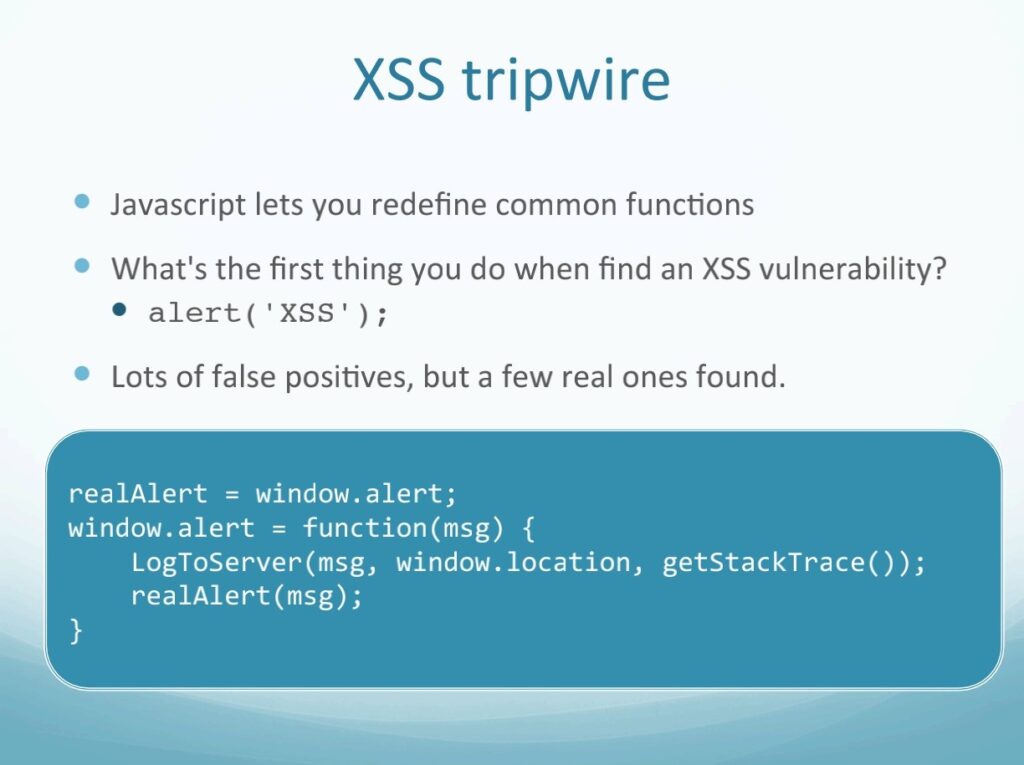 XSS tripwire
Javascript lets you redefine common functions
What's the first thing you do when find an XSS vulnerability?
alert('XSS');
Lots of false positives, but a few real ones found.
realAlert = window.alert;
window.alert = function(msg) {
    LogToServer(msg, window.location, getStackTrace());
    realAlert(msg);
}